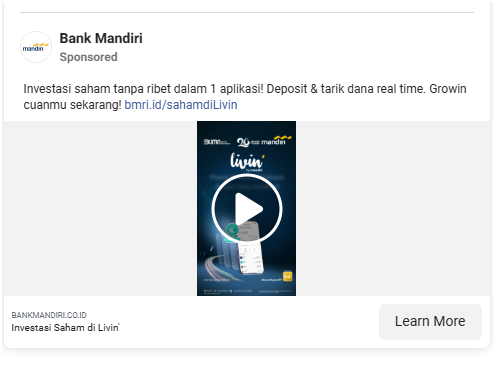 Bank Mandiri
mandiri
Sponsored
Investasi saham tanpa ribet dalam 1 aplikasi! Deposit & tarik dana real time. Growin
cuanmu sekarang! bmri.id/sahamdiLivin
BUMN mandiri
livin'
by mandiri
BANKMANDIRI.CO.ID
Investasi Saham di Livin'
Learn More